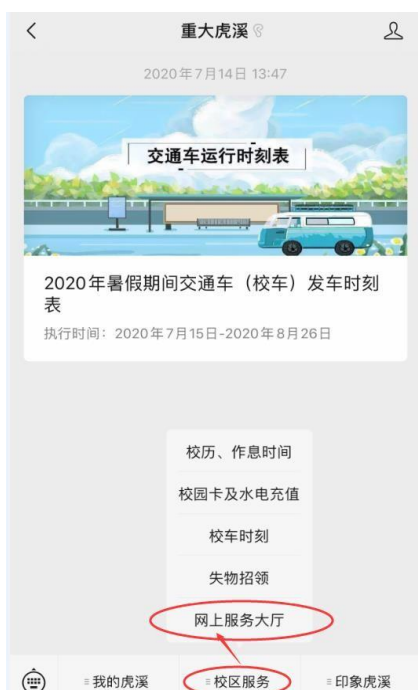 重大虎溪
2020年7月14日 13:47
交通车运行时刻表
2020年暑假期间交通车（校车）发车时刻
表
执行时间：2020年7月15日-2020年8月26日
校历、作息时间
校园卡及水电充值
校车时刻
失物招领
网上服务大厅
我的虎溪
校区服务
印象虎溪